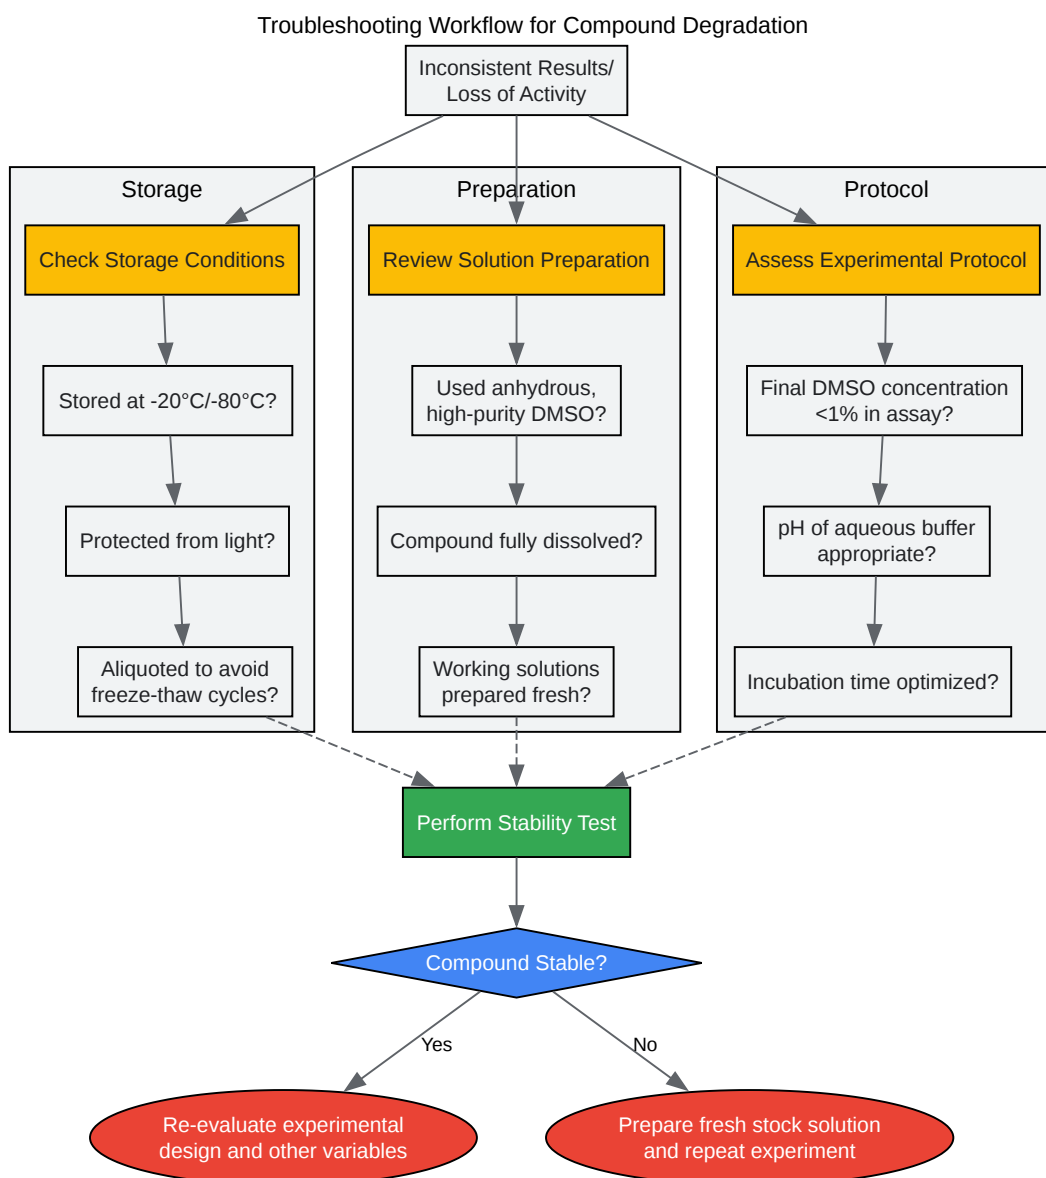 Troubleshooting Workflow for Compound Degradation
Inconsistent Results/
Loss of Activity
Storage
Check Storage Conditions
Stored at -20°C/-80°C?
Protected from light?
Aliquoted to avoid
freeze-thaw cycles?
Preparation
Review Solution Preparation
Used anhydrous,
high-purity DMSO?
Compound fully dissolved?
Working solutions
prepared fresh?
Protocol
Assess Experimental Protocol
Final DMSO concentration
<1% in assay?
pH of aqueous buffer
appropriate?
Incubation time optimized?
Perform Stability Test
Compound Stable?
Yes
No
Re-evaluate experimental
design and other variables
Prepare fresh stock solution
and repeat experiment